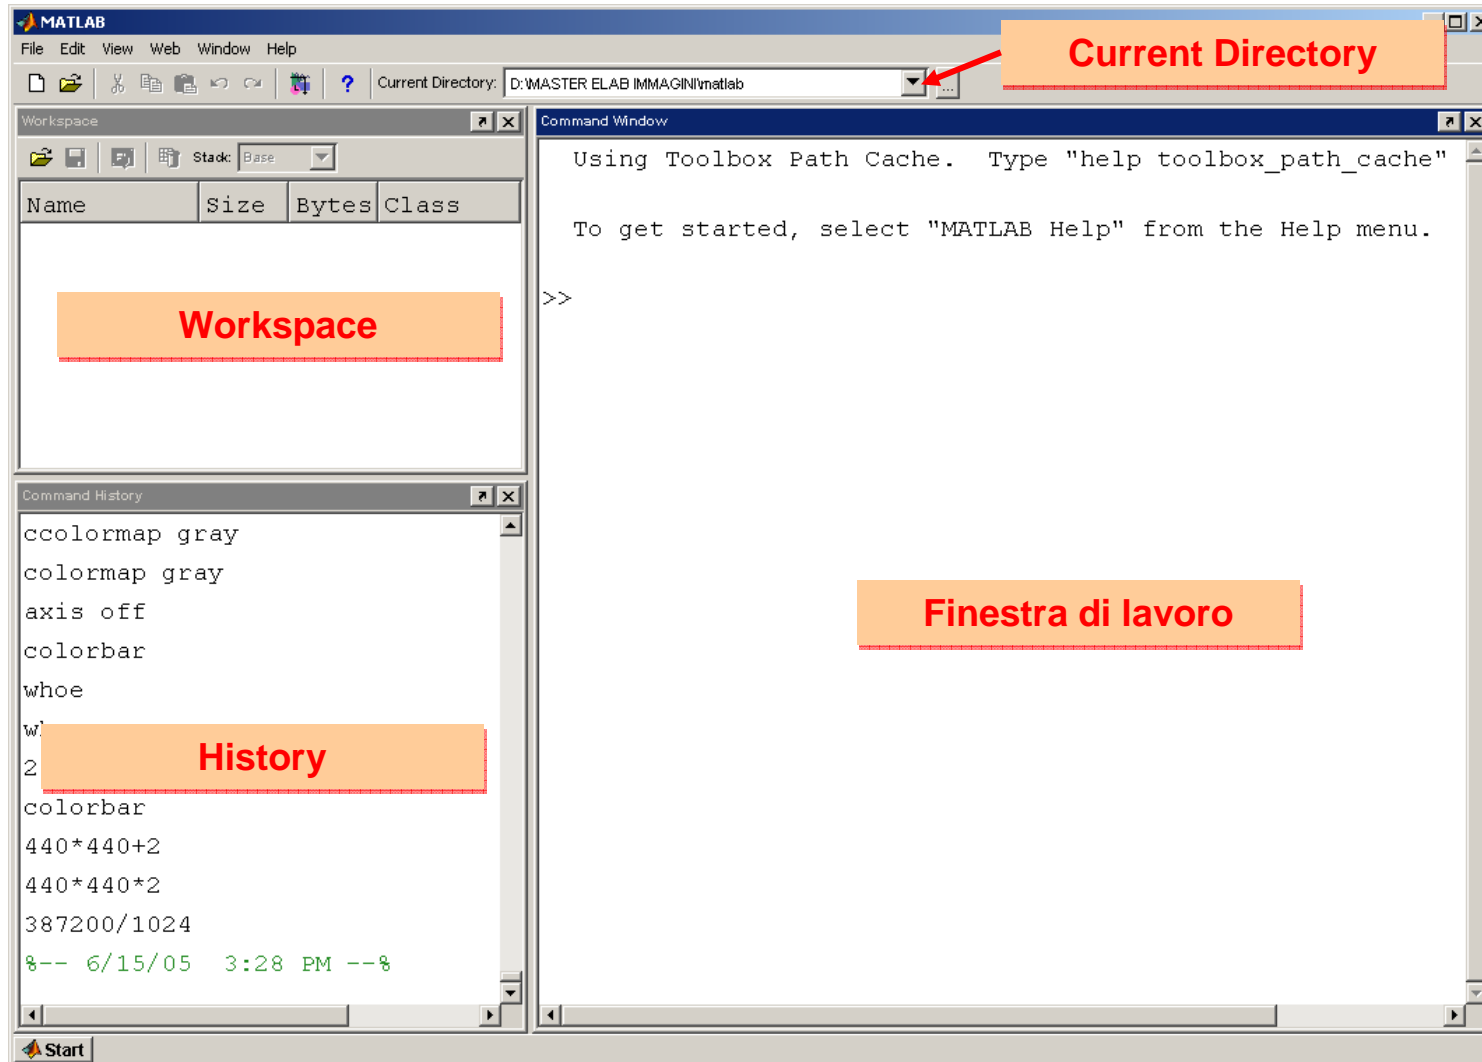 MATLAB
File Edit View Web Window Help
Current Directory: D:\MASTER ELAB IMMAGINI\matlab ...
Current Directory
Workspace
Stack: Base
Name Size Bytes Class
Workspace
Command History
ccolormap gray
colormap gray
axis off
colorbar
whoe
2
History
colorbar
440*440+2
440*440*2
387200/1024
%-- 6/15/05 3:28 PM --%
Command Window
Using Toolbox Path Cache. Type "help toolbox_path_cache"
To get started, select "MATLAB Help" from the Help menu.
>>
Finestra di lavoro
Start